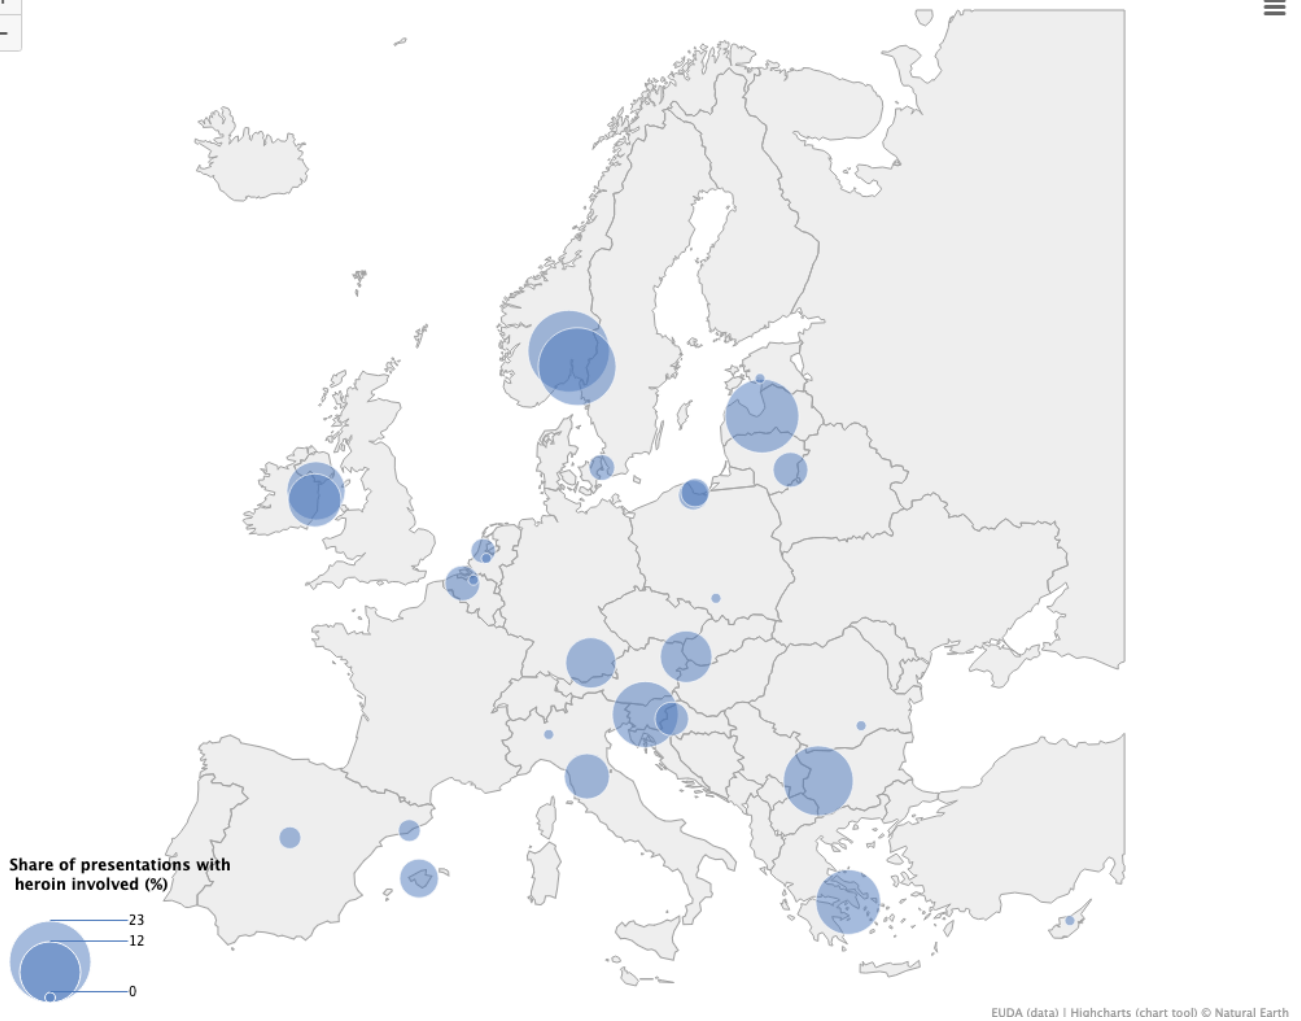 Share of presentations with
heroin involved (%)
23
12
0
EUDA (data) | Highcharts (chart tool) © Natural Earth